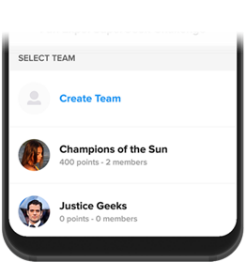 SELECT TEAM
Create Team
Champions of the Sun
400 points - 2 members
Justice Geeks
0 points - 0 members